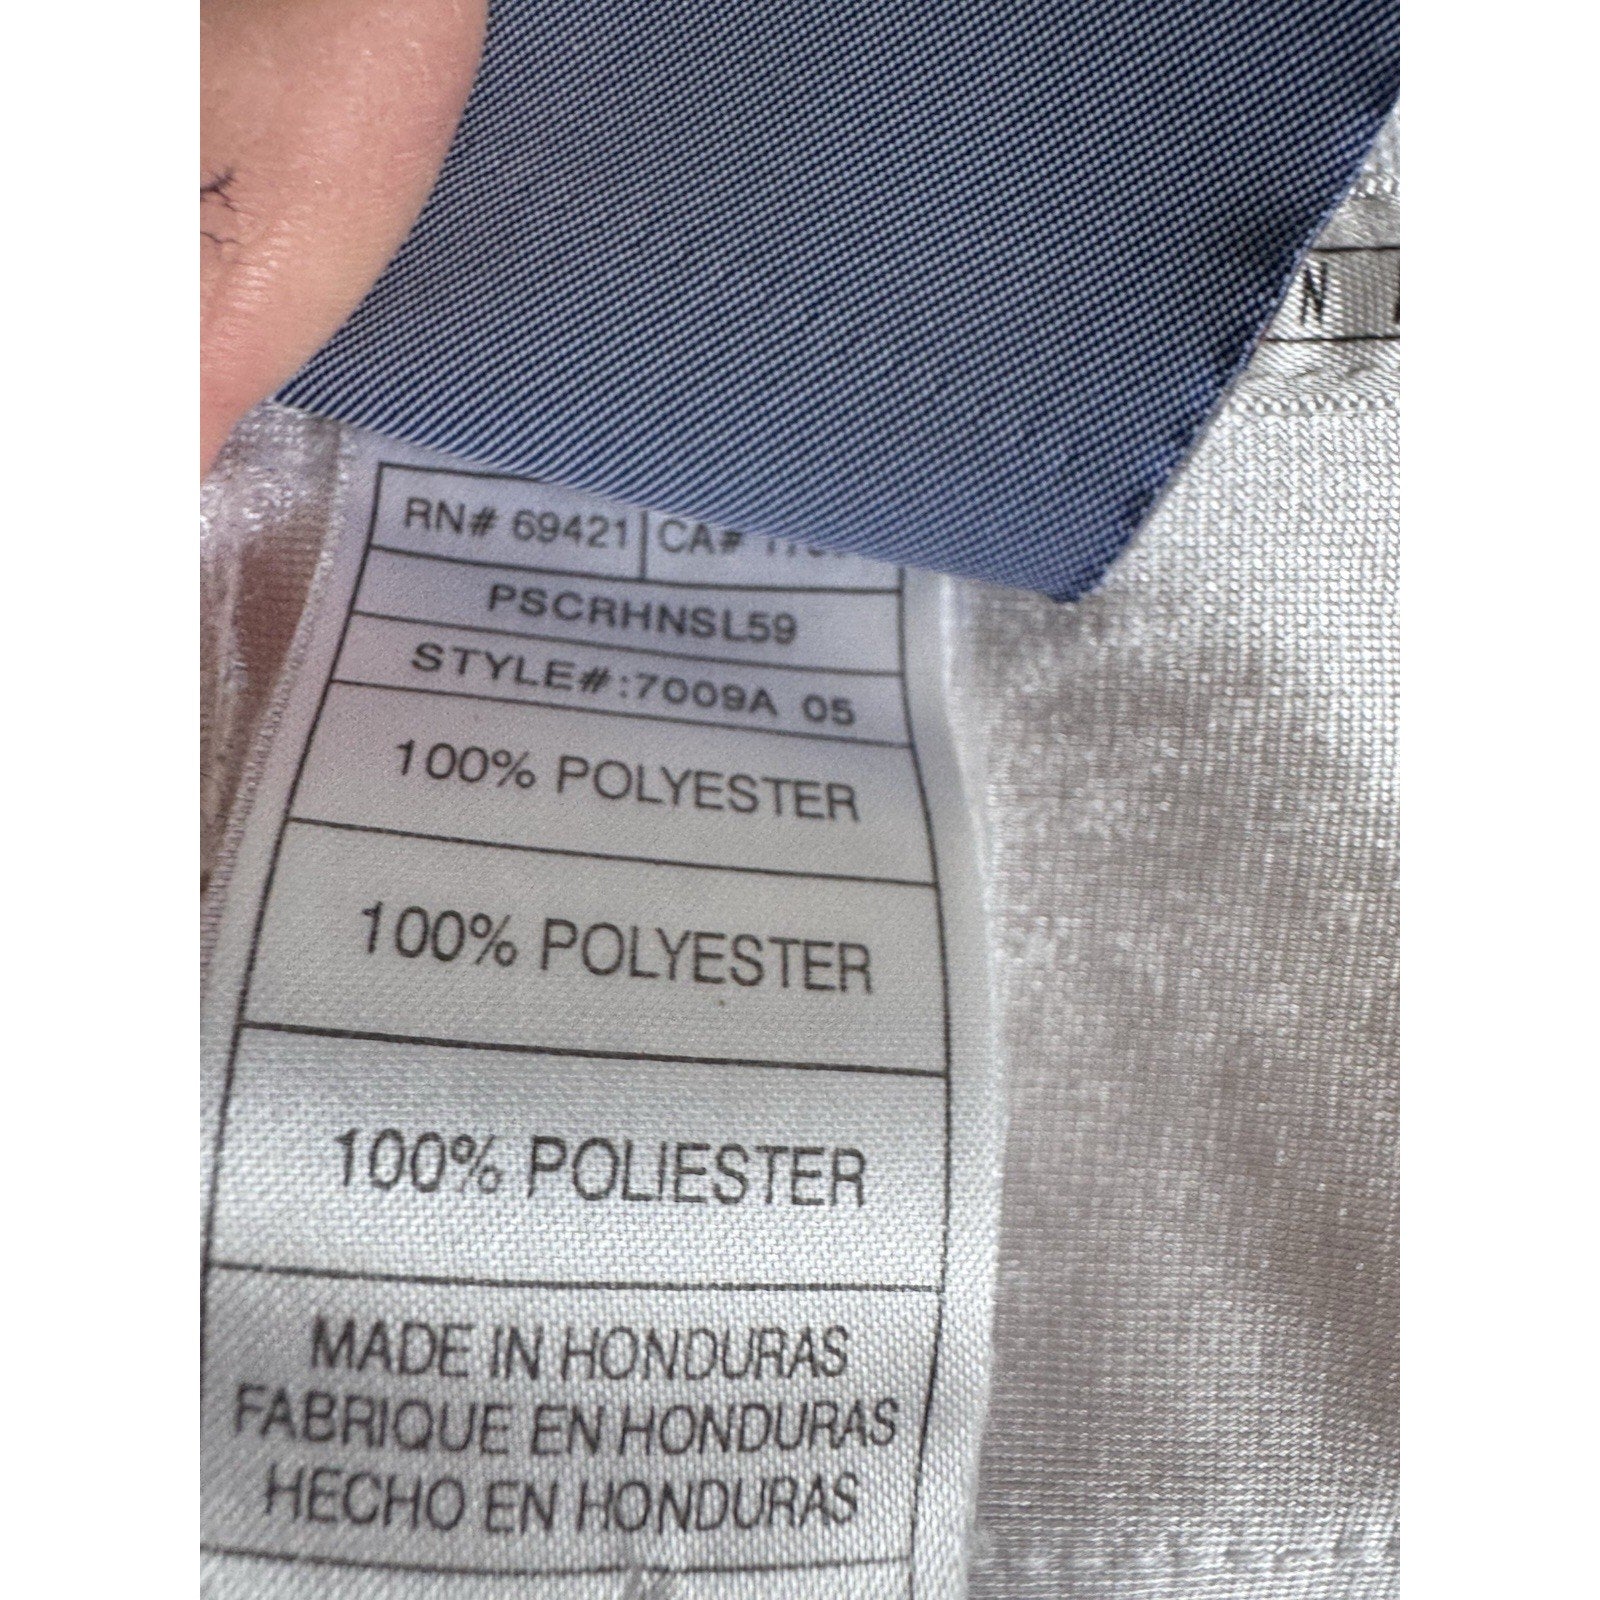 N
RN# 69421 CA#
PSCRHNSL59
STYLE#:7009A 05
100% POLYESTER
100% POLYESTER
100% POLIESTER
MADE IN HONDURAS
FABRIQUE EN HONDURAS
HECHO EN HONDURAS